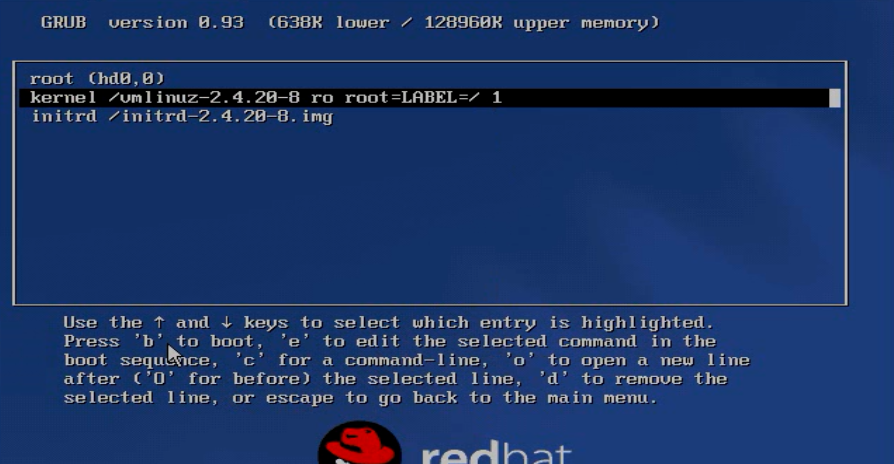 GRUB version 0.93 (638K lower / 128960K upper memory)
root (hd0,0)
kernel /vmlinuz-2.4.20-8 ro root=LABEL=/ 1
initrd /initrd-2.4.20-8.img
Use the ↑ and ↓ keys to select which entry is highlighted.
Press 'b' to boot, 'e' to edit the selected command in the
boot sequence, 'c' for a command-line, 'o' to open a new line
after ('O' for before) the selected line, 'd' to remove the
selected line, or escape to go back to the main menu.
redhat